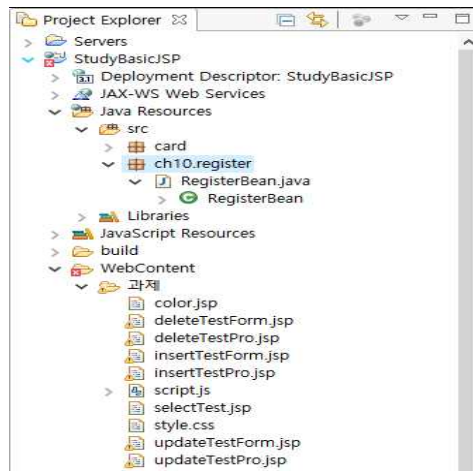 Project Explorer
Servers
StudyBasicJSP
Deployment Descriptor: StudyBasicJSP
JAX-WS Web Services
Java Resources
src
card
ch10.register
RegisterBean.java
RegisterBean
Libraries
JavaScript Resources
build
WebContent
과제
color.jsp
deleteTestForm.jsp
deleteTestPro.jsp
insertTestForm.jsp
insertTestPro.jsp
script.js
selectTest.jsp
style.css
updateTestForm.jsp
updateTestPro.jsp